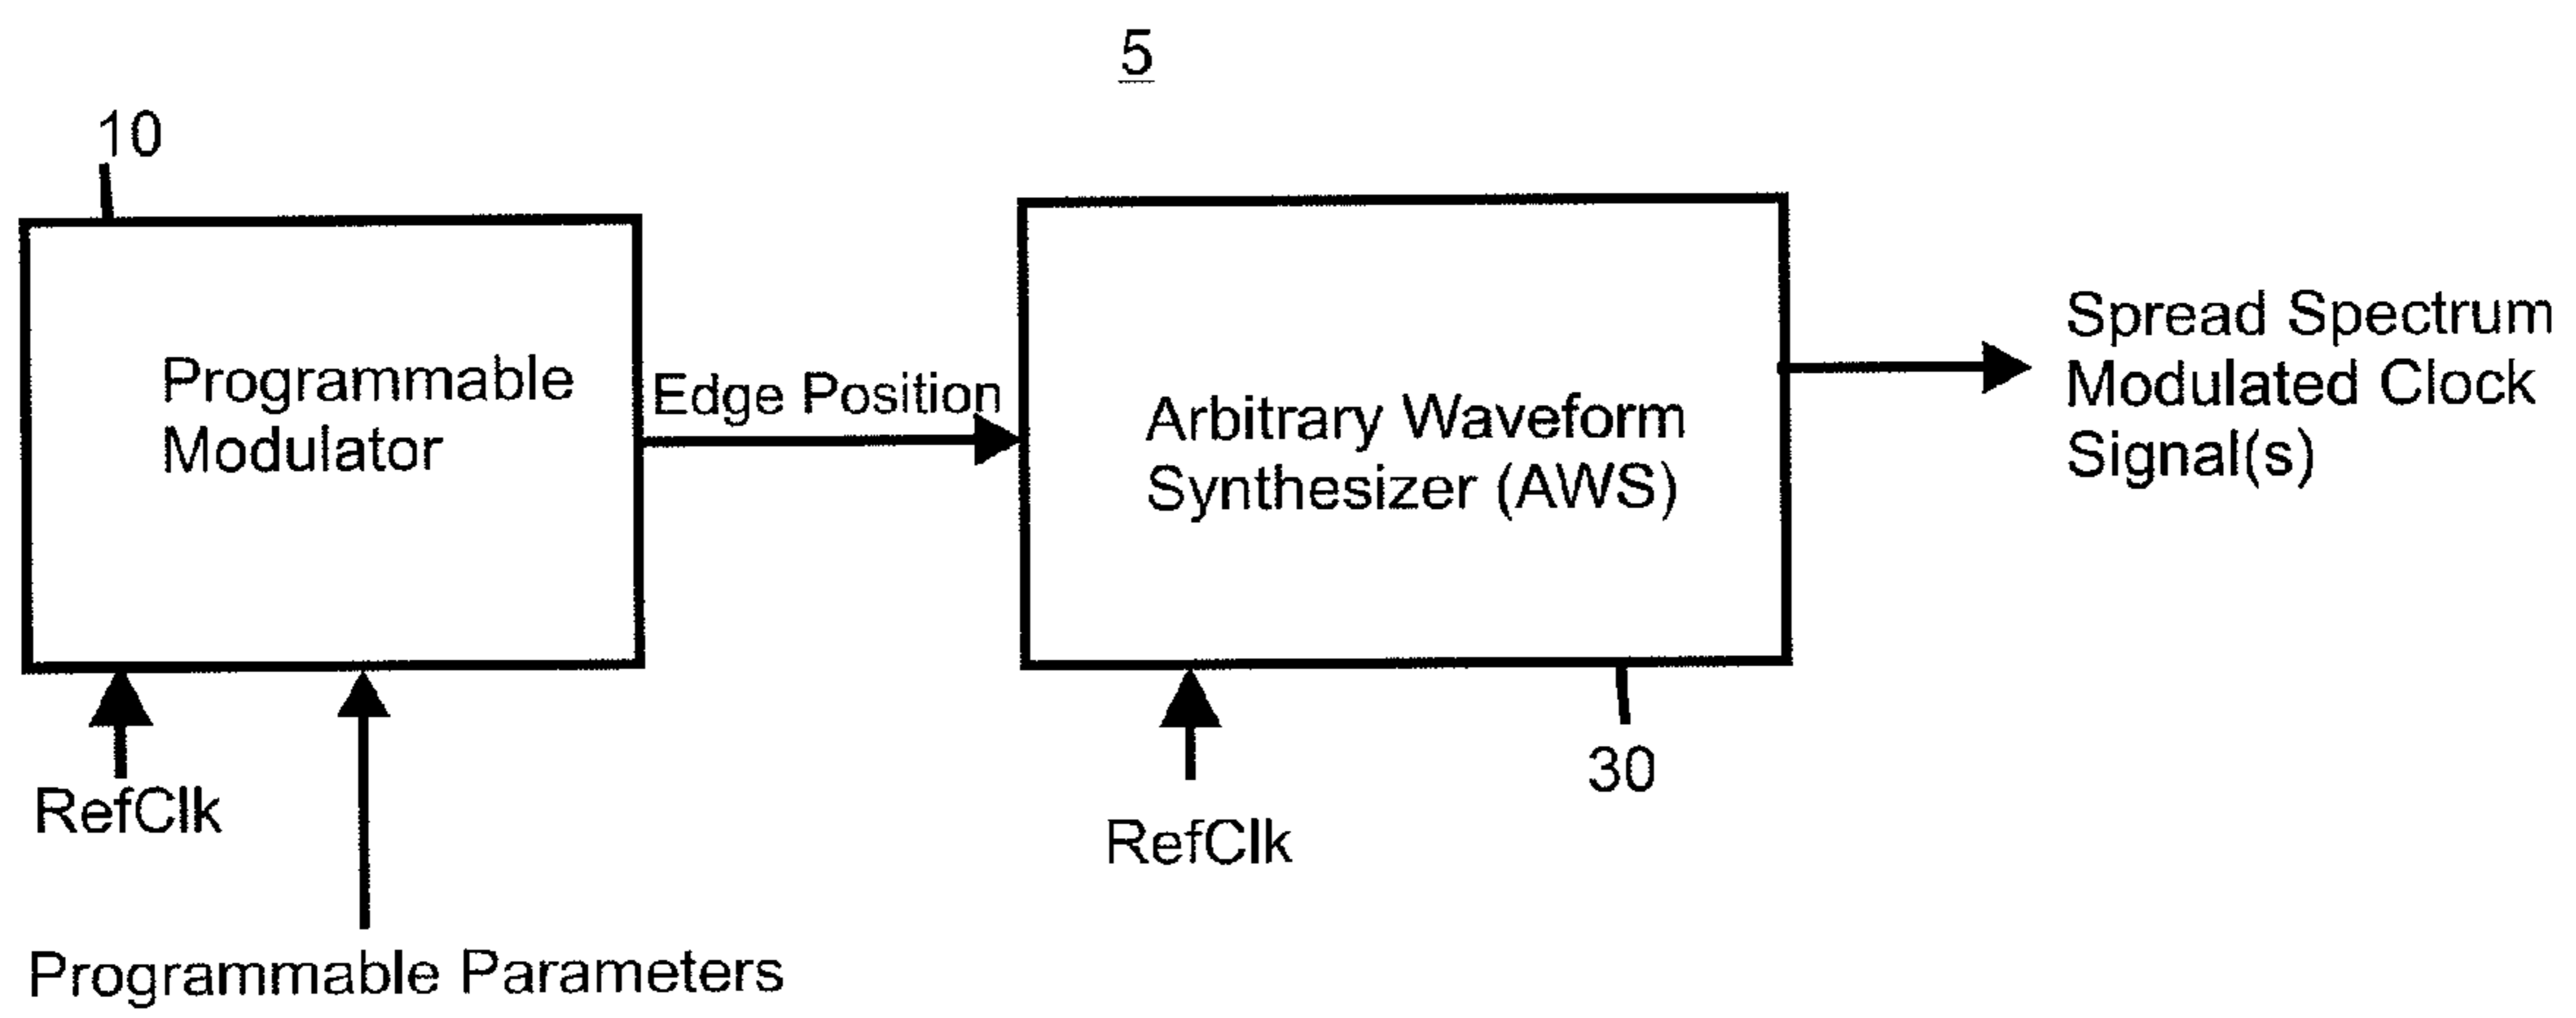 5
10
Programmable
Modulator
Edge Position
Arbitrary Waveform
Synthesizer (AWS)
Spread Spectrum
Modulated Clock
Signal(s)
RefClk
RefClk
30
Programmable Parameters